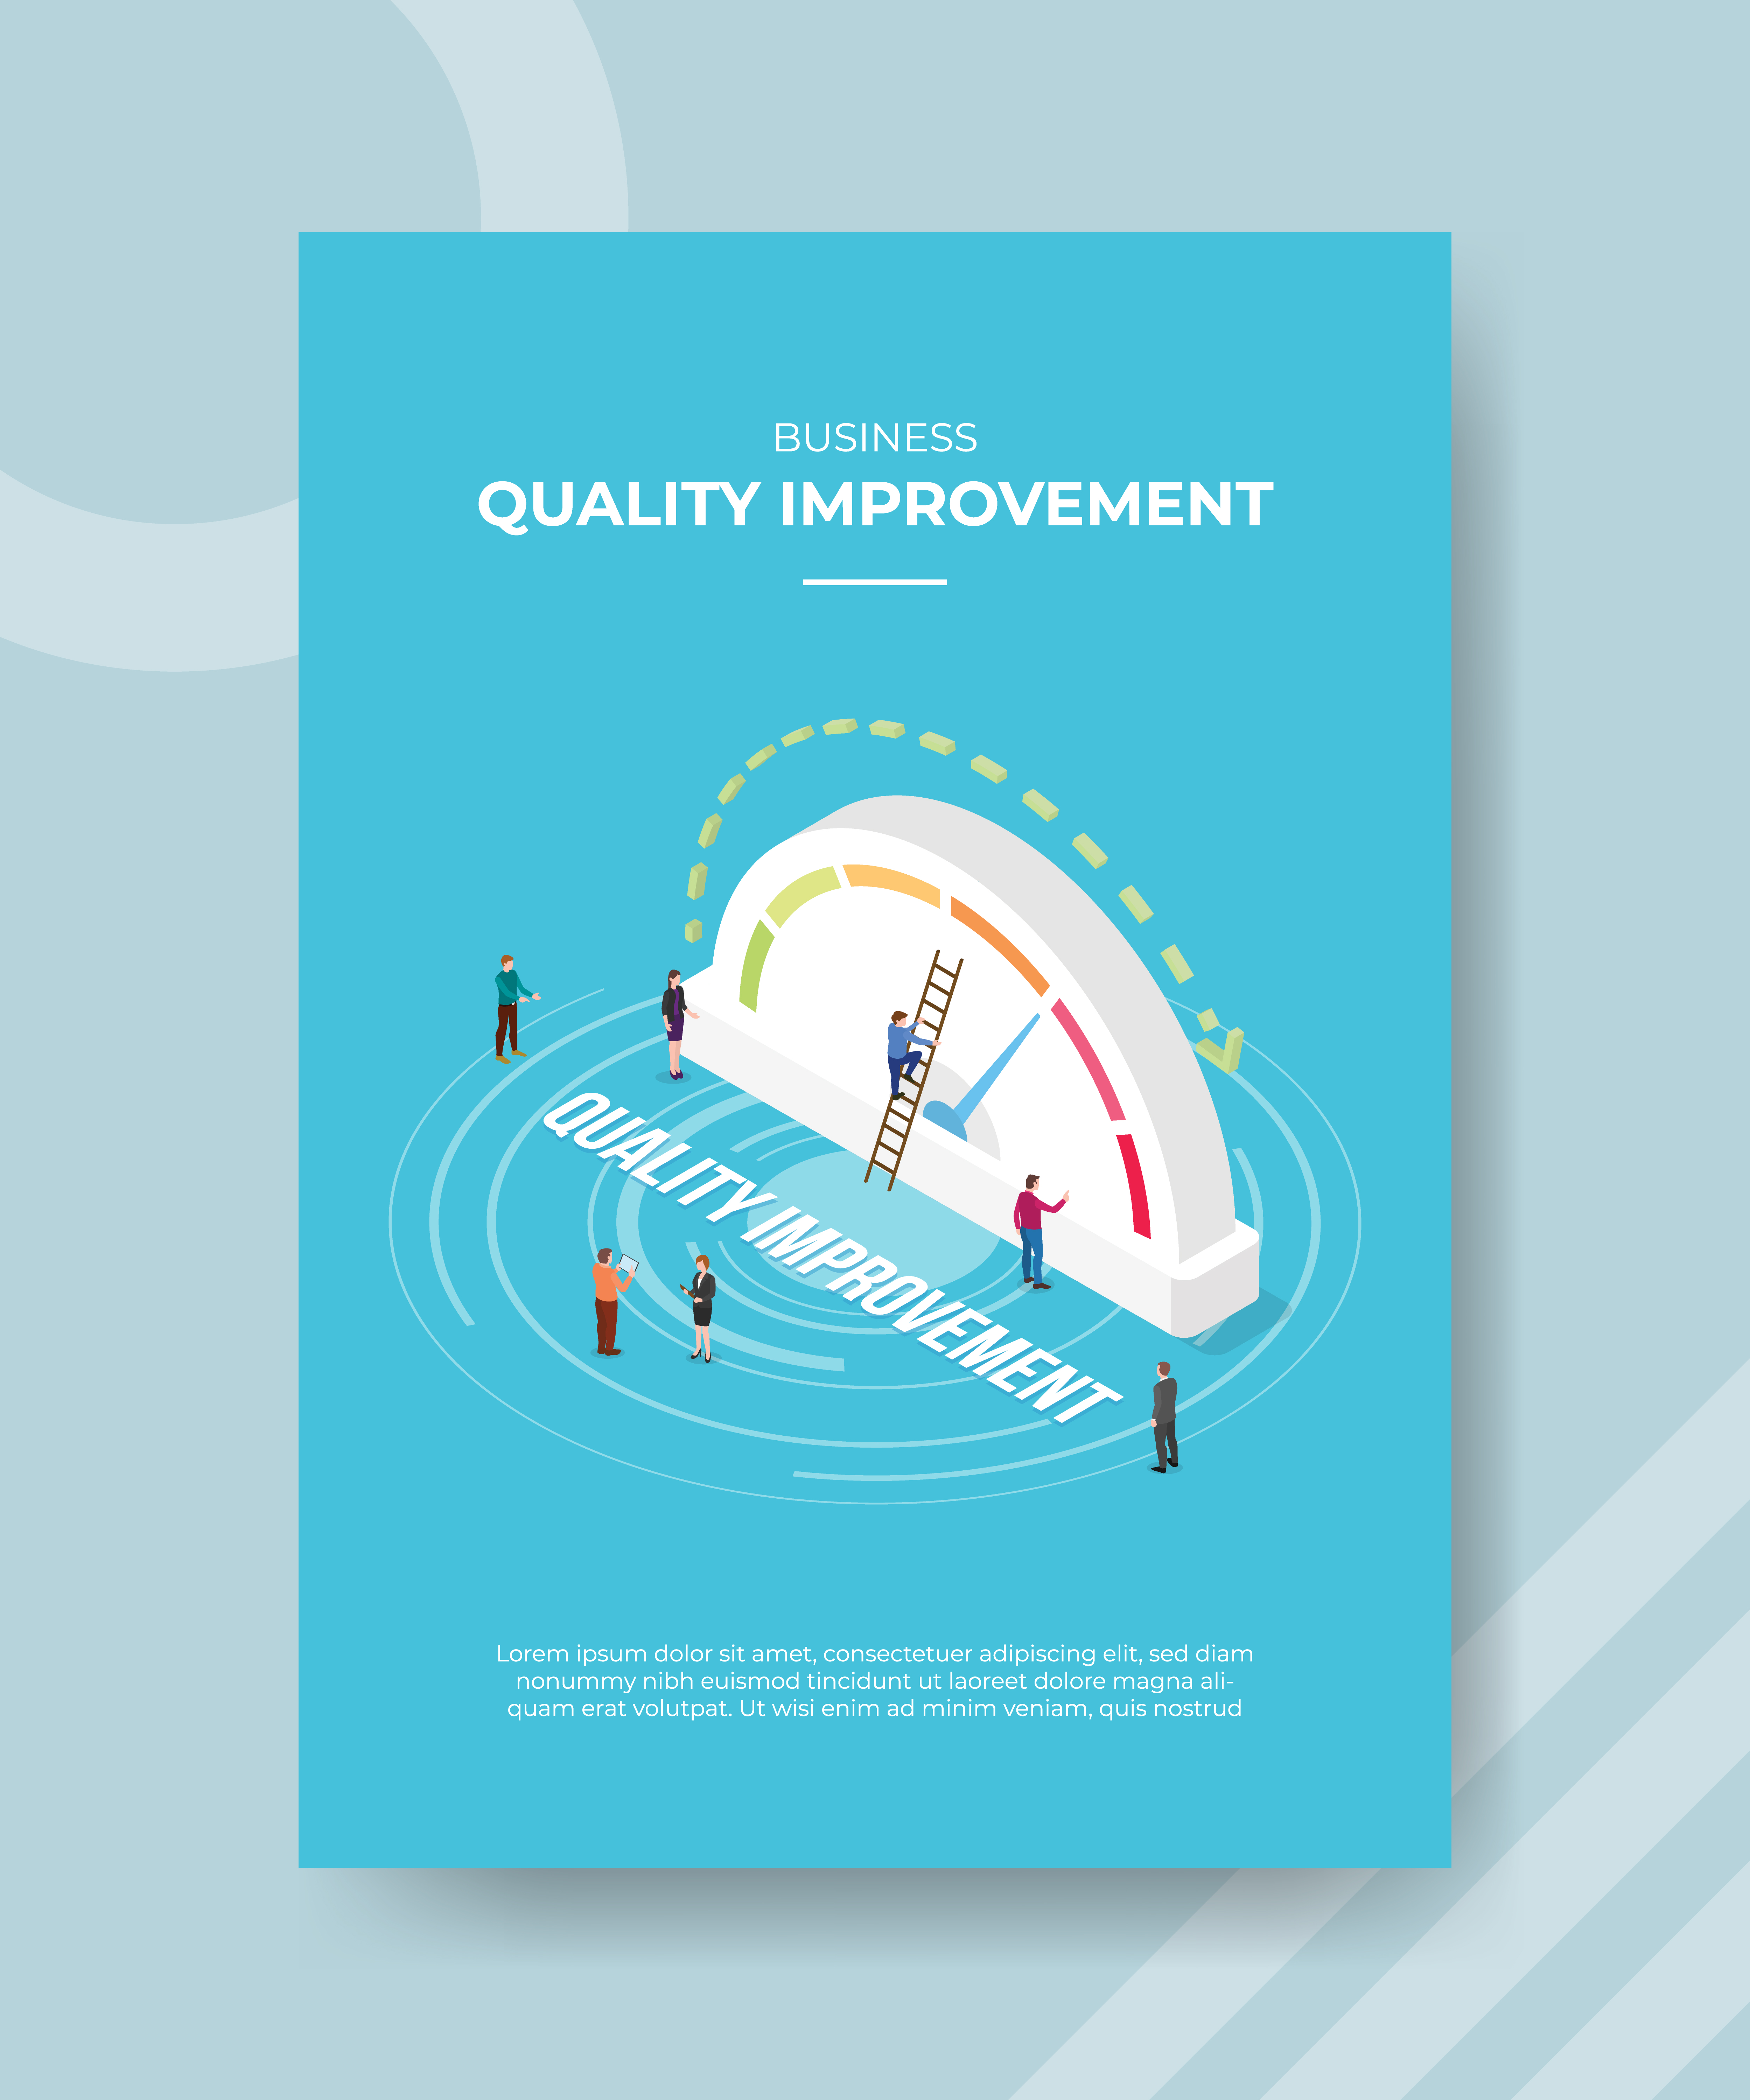 BUSINESS
QUALITY IMPROVEMENT
QUALITY IMPROVEMENT
Lorem ipsum dolor sit amet, consectetuer adipiscing elit, sed diam
nonummy nibh euismod tincidunt ut laoreet dolore magna ali-
quam erat volutpat. Ut wisi enim ad minim veniam, quis nostrud